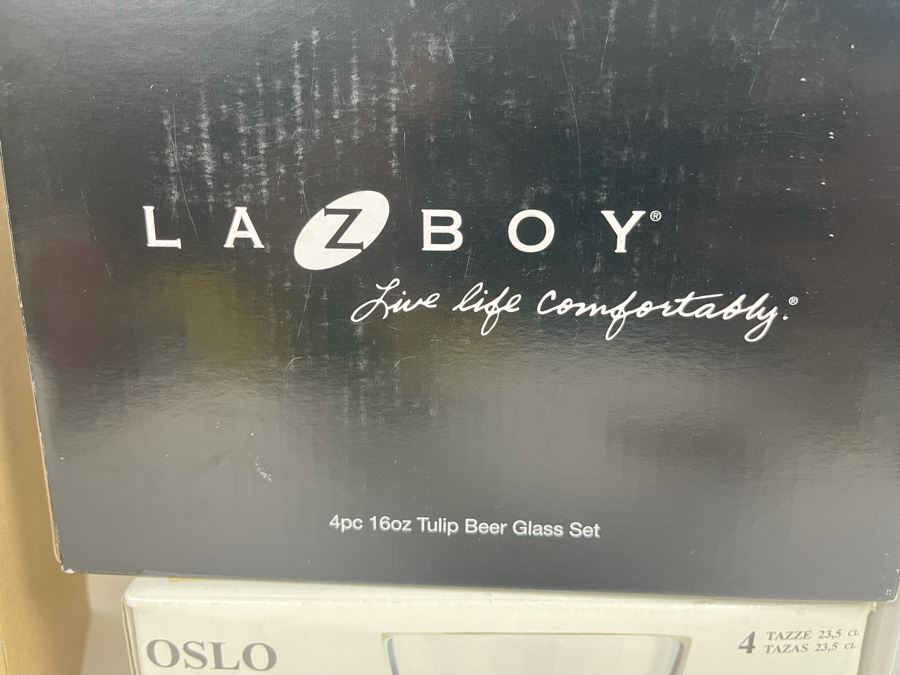 LAZBOY®
Live life comfortably.®
4pc 16oz Tulip Beer Glass Set
OSLO
4 TAZZE 23,5 CL
TAZAS 23,5 CL